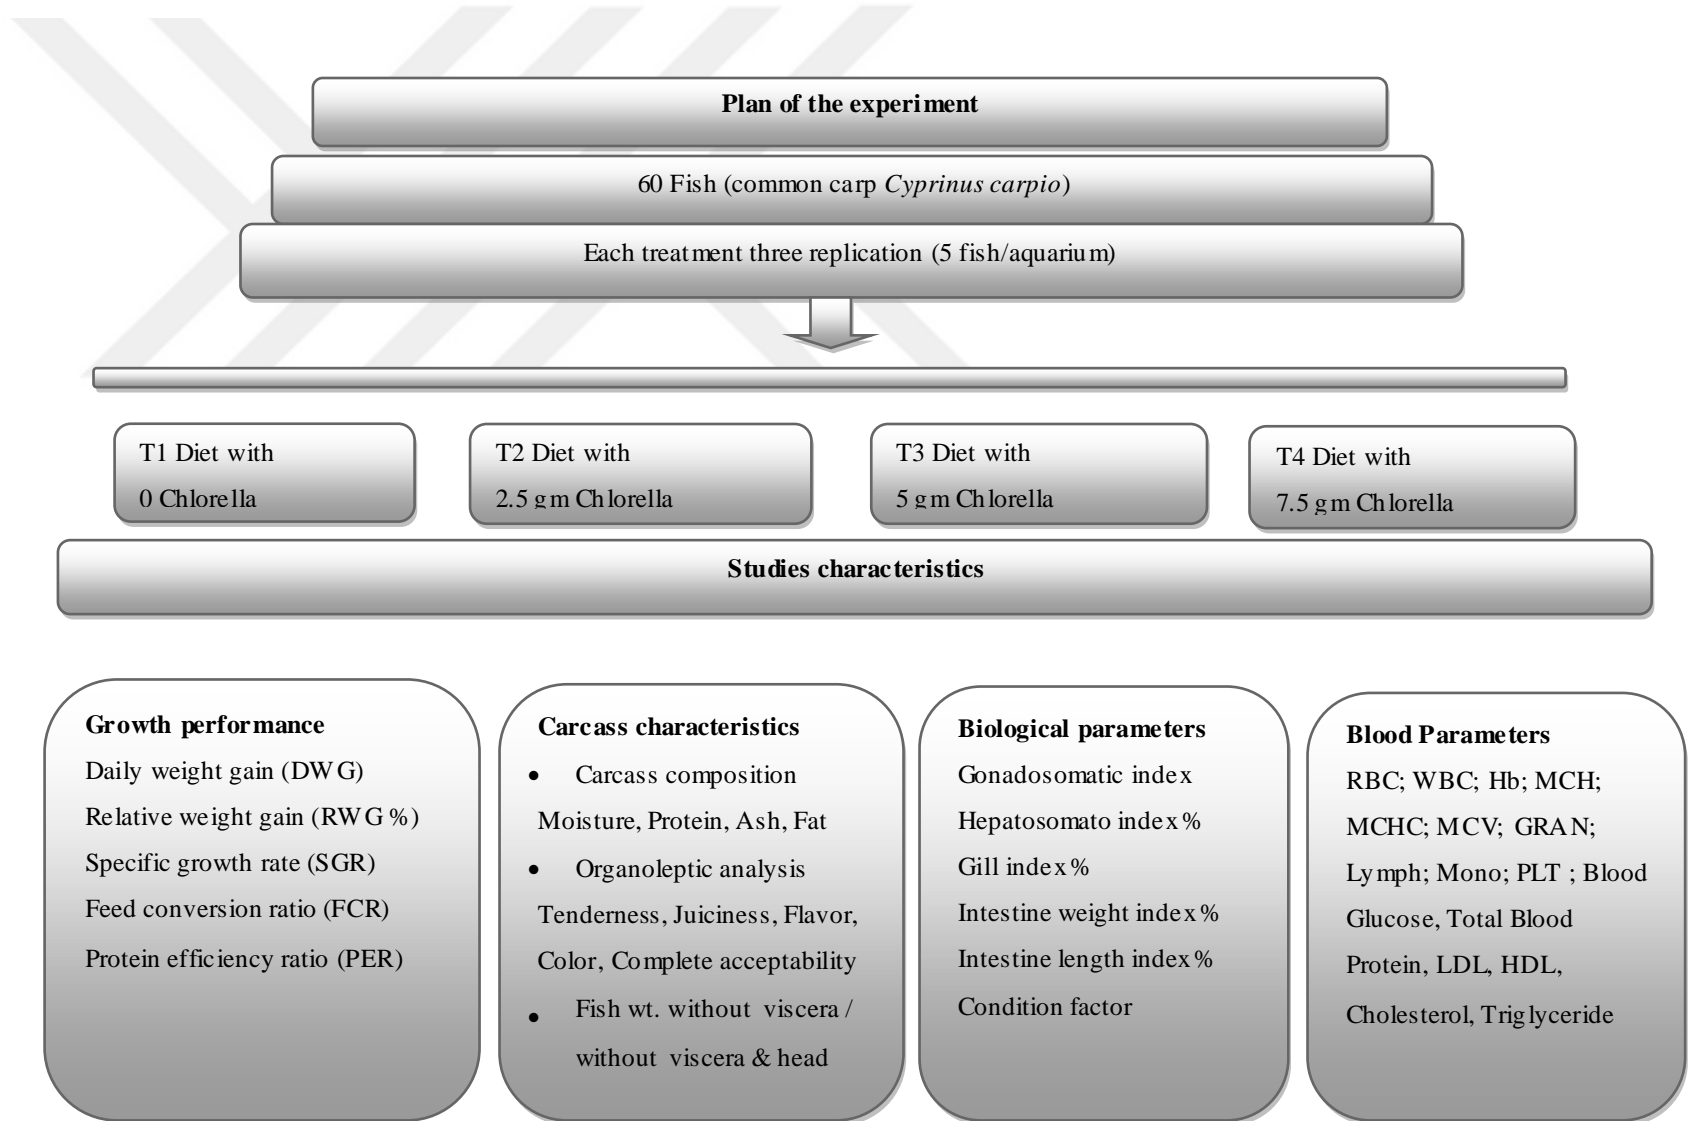 Plan of the experiment
60 Fish (common carp Cyprinus carpio)
Each treatment three replication (5 fish/aquarium)
T1 Diet with
0 Chlorella
T2 Diet with
2.5 gm Chlorella
T3 Diet with
5 gm Chlorella
T4 Diet with
7.5 gm Chlorella
Studies characteristics
Growth performance
Daily weight gain (DWG)
Relative weight gain (RWG %)
Specific growth rate (SGR)
Feed conversion ratio (FCR)
Protein efficiency ratio (PER)
Carcass characteristics
• Carcass composition
Moisture, Protein, Ash, Fat
• Organoleptic analysis
Tenderness, Juiciness, Flavor,
Color, Complete acceptability
• Fish wt. without viscera /
without viscera & head
Biological parameters
Gonadosomatic index
Hepatosomato index%
Gill index%
Intestine weight index%
Intestine length index%
Condition factor
Blood Parameters
RBC; WBC; Hb; MCH;
MCHC; MCV; GRAN;
Lymph; Mono; PLT ; Blood
Glucose, Total Blood
Protein, LDL, HDL,
Cholesterol, Triglyceride